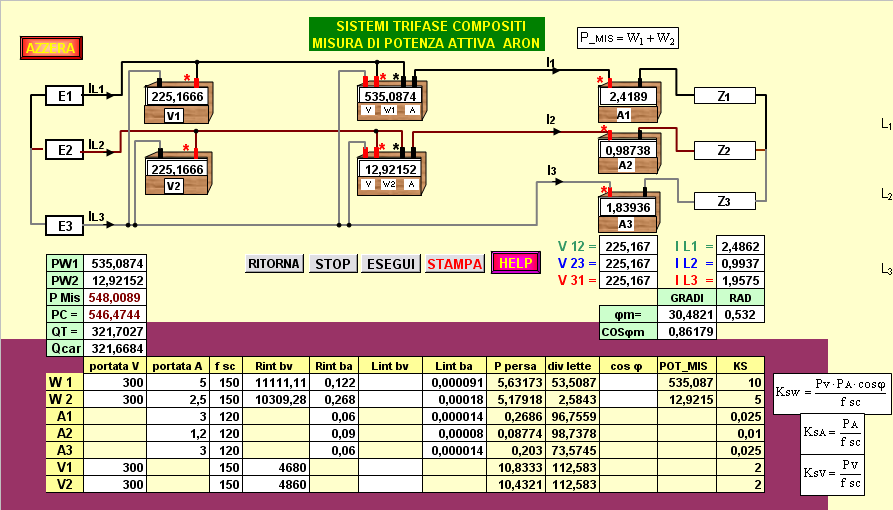 SISTEMI TRIFASE COMPOSITI
MISURA DI POTENZA ATTIVA ARON
P_MIS = W1 + W2
AZZERA
E1 IL1 * 225,1666 V1 * * 535,0874 V W1 A I1 * 2,4189 A1 Z1
L1
E2 IL2 * 225,1666 V2 * * 12,92152 V W2 A I2 * 0,98738 A2 Z2
L2
E3 IL3 I3 * 1,83936 A3 Z3
L3
RITORNA STOP ESEGUI STAMPA HELP
V 12 = 225,167 I L1 = 2,4862
V 23 = 225,167 I L2 = 0,9937
V 31 = 225,167 I L3 = 1,9575
GRADI RAD
φm= 30,4821 0,532
COSφm 0,86179
PW1 535,0874
PW2 12,92152
P Mis 548,0089
PC = 546,4744
QT = 321,7027
Qcar 321,6684
portata V portata A f sc Rint bv Rint ba Lint bv Lint ba P persa div lette cos φ POT_MIS KS
W 1 300 5 150 11111,11 0,122 0,000091 5,63173 53,5087 535,087 10
W 2 300 2,5 150 10309,28 0,268 0,00018 5,17918 2,5843 12,9215 5
A1 3 120 0,06 0,000014 0,2686 96,7559 0,025
A2 1,2 120 0,09 0,00008 0,08774 98,7378 0,01
A3 3 120 0,06 0,000014 0,203 73,5745 0,025
V1 300 150 4680 10,8333 112,583 2
V2 300 150 4860 10,4321 112,583 2
Ksw = Pv · PA · cosφ / f sc
KsA = PA / f sc
KsV = PV / f sc